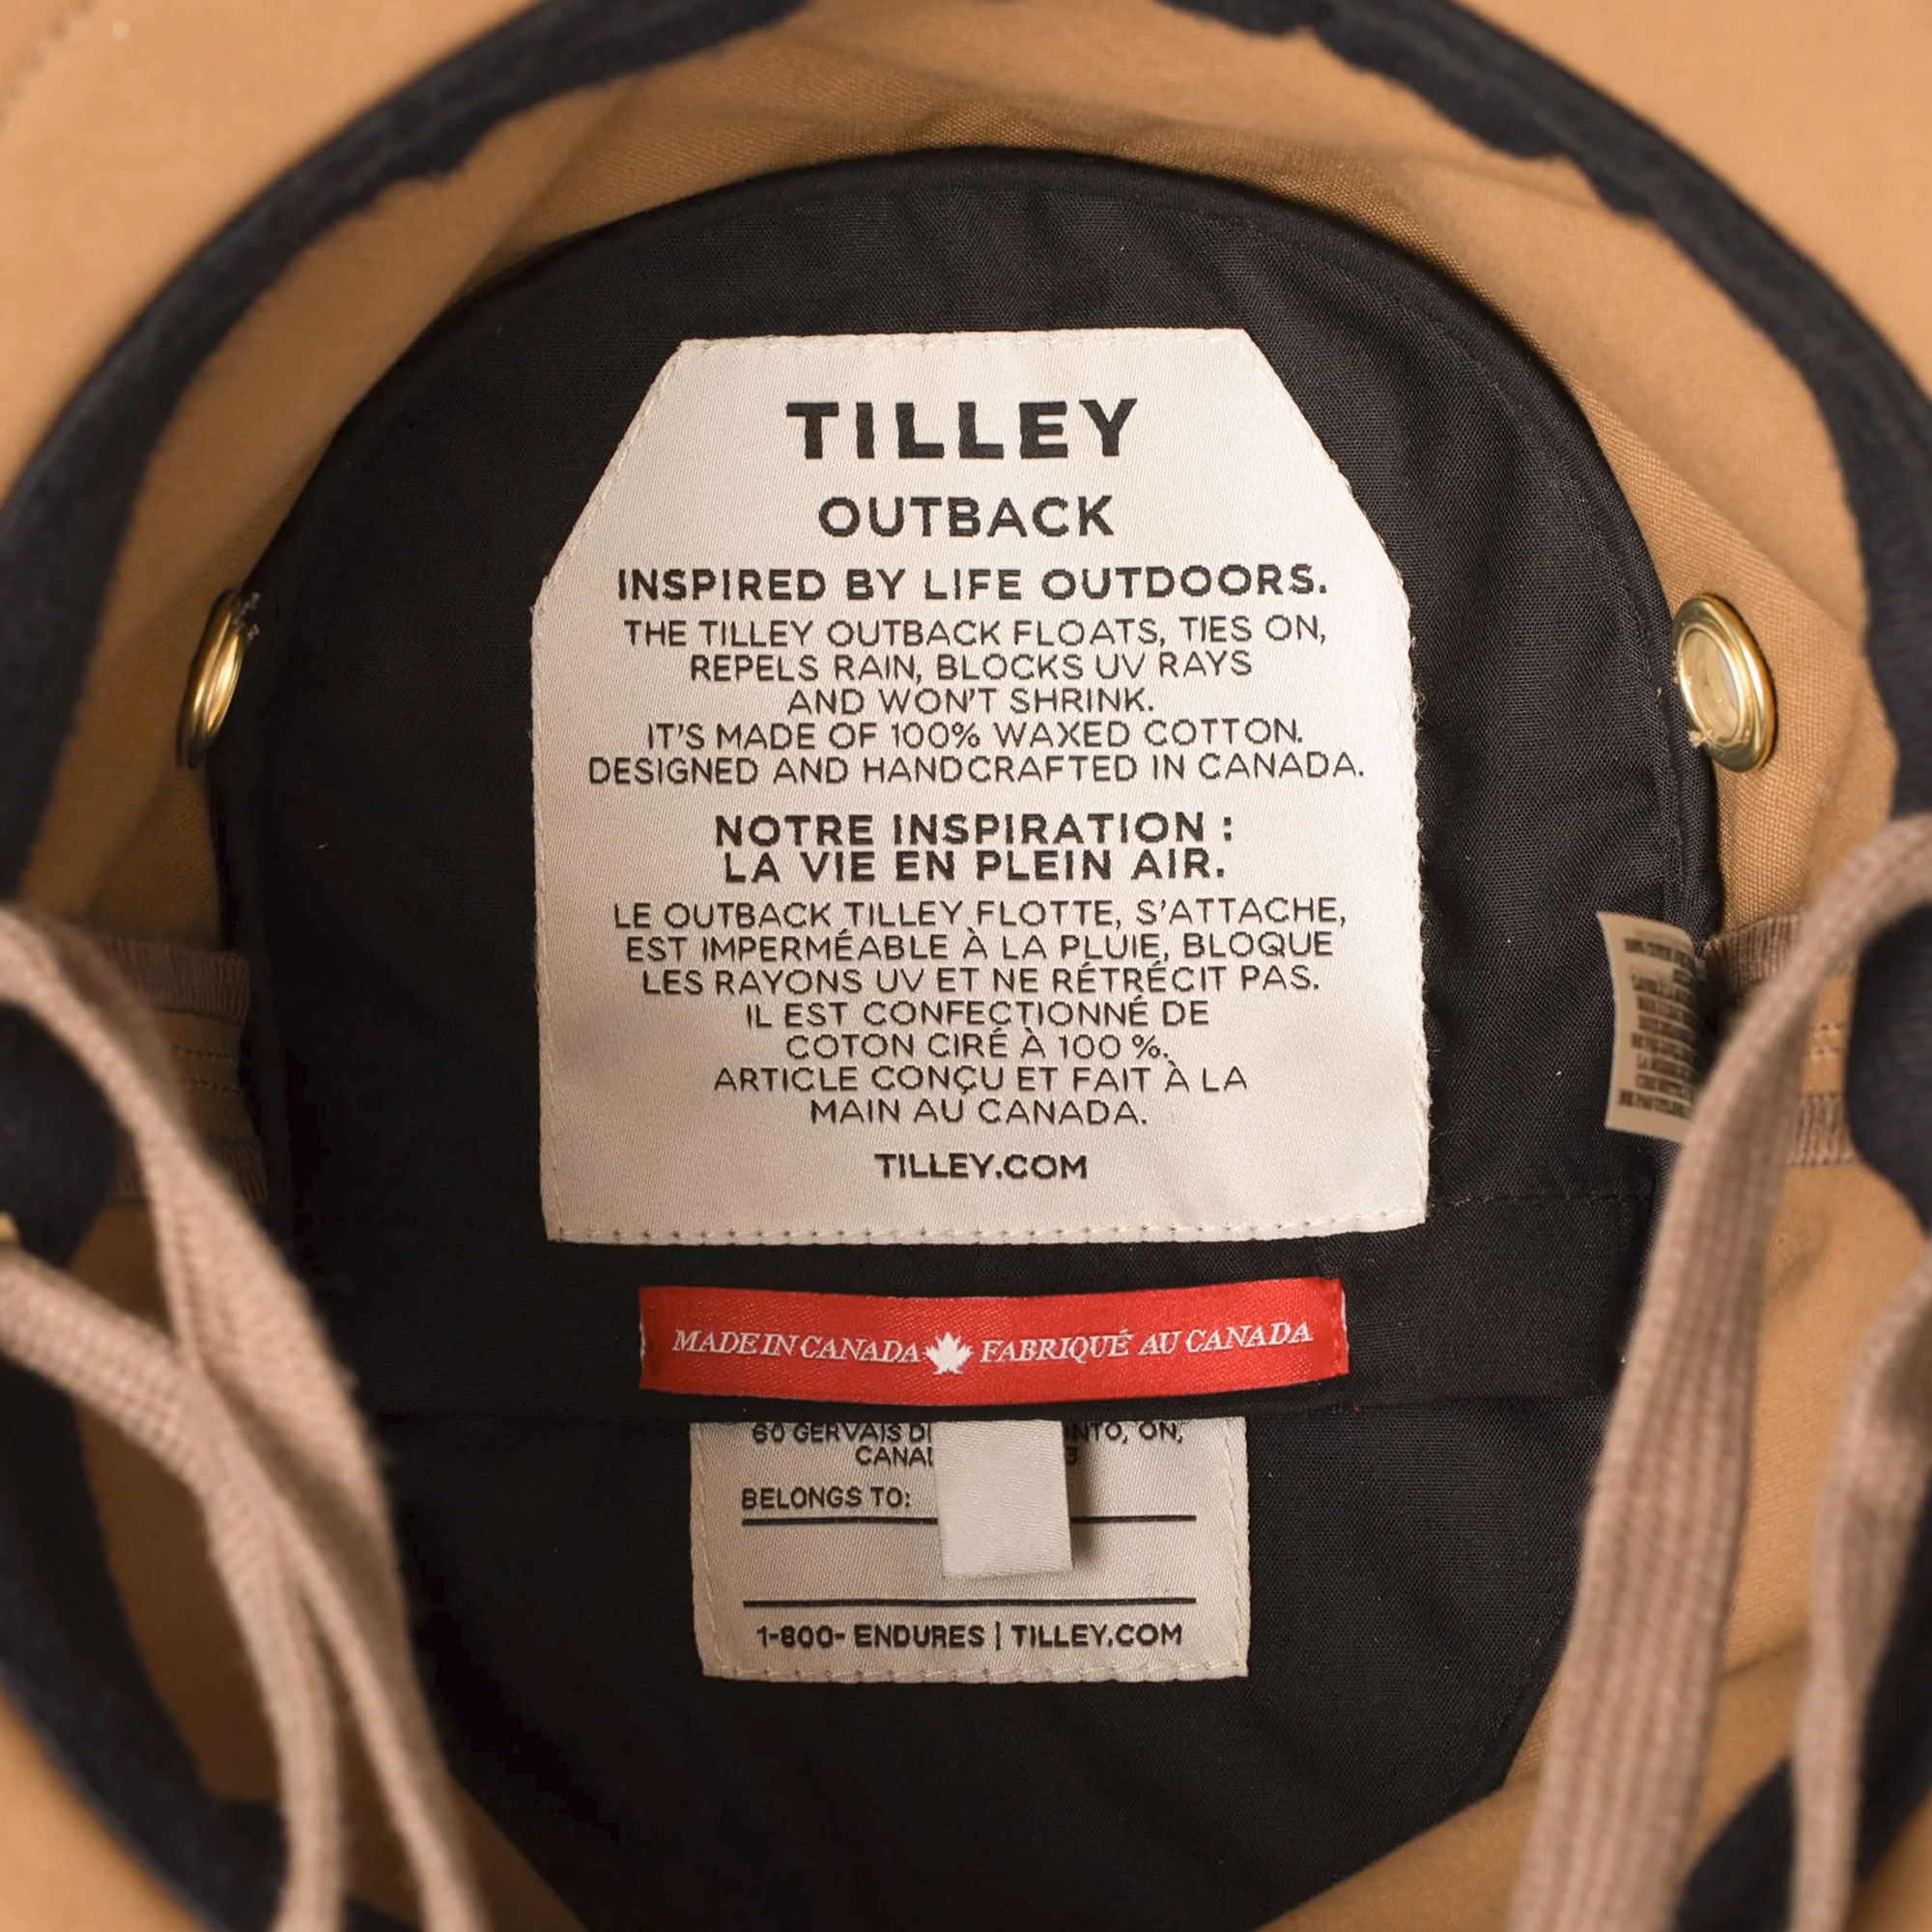 TILLEY
OUTBACK
INSPIRED BY LIFE OUTDOORS.
THE TILLEY OUTBACK FLOATS, TIES ON,
REPELS RAIN, BLOCKS UV RAYS
AND WON'T SHRINK.
IT'S MADE OF 100% WAXED COTTON.
DESIGNED AND HANDCRAFTED IN CANADA.
NOTRE INSPIRATION :
LA VIE EN PLEIN AIR.
LE OUTBACK TILLEY FLOTTE, S'ATTACHE,
EST IMPERMÉABLE À LA PLUIE, BLOQUE
LES RAYONS UV ET NE RÉTRÉCIT PAS.
IL EST CONFECTIONNÉ DE
COTON CIRÉ À 100 %.
ARTICLE CONÇU ET FAIT À LA
MAIN AU CANADA.
TILLEY.COM
MADE IN CANADA FABRIQUÉ AU CANADA
60 GERVAIS ON,
BELONGS TO:
1-800- ENDURES | TILLEY.COM